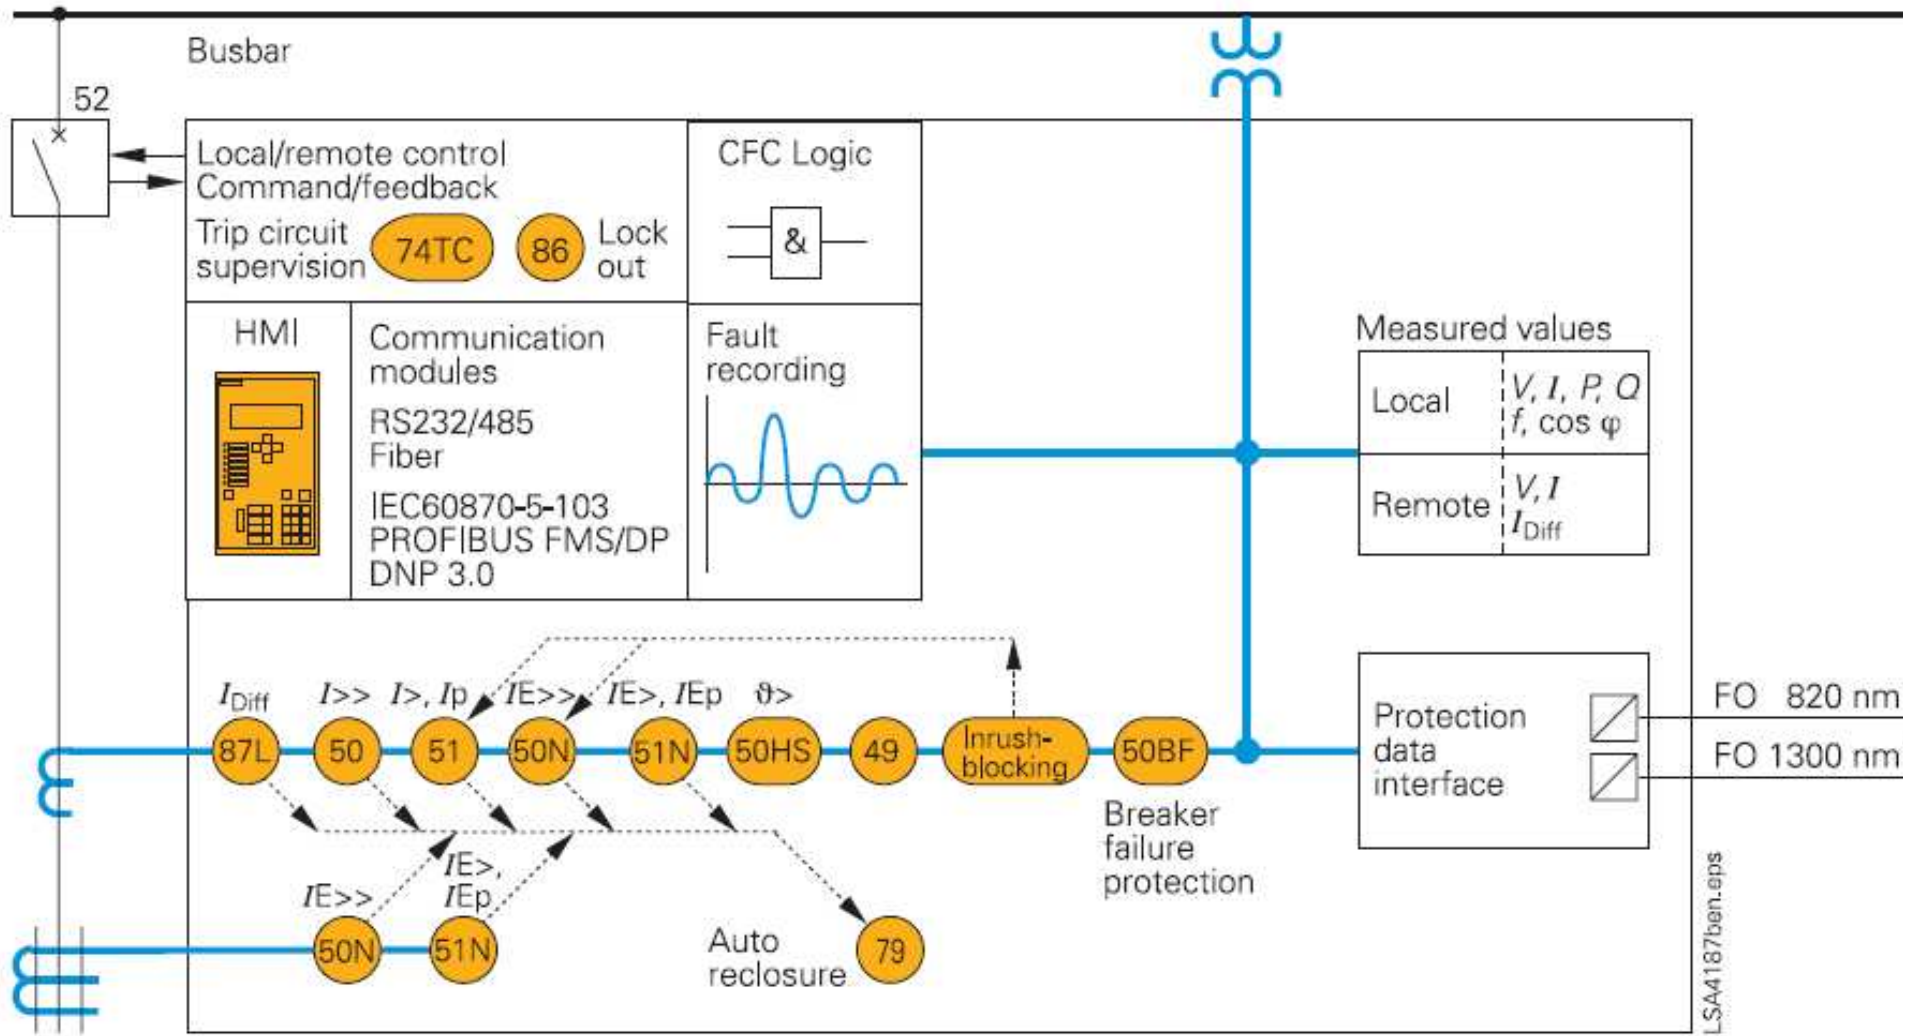 Busbar
52
Local/remote control
Command/feedback
Trip circuit
supervision
74TC
86
Lock
out
CFC Logic
&
HMI
Communication
modules
RS232/485
Fiber
IEC60870-5-103
PROFIBUS FMS/DP
DNP 3.0
Fault
recording
Measured values
Local
V, I, P, Q
f, cos φ
Remote
V, I
IDiff
IDiff
I>>
I>, Ip
IE>>
IE>, IEp
ϑ>
87L
50
51
50N
51N
50HS
49
Inrush-
blocking
50BF
Breaker
failure
protection
Protection
data
interface
FO 820 nm
FO 1300 nm
IE>>
IE>,
IEp
50N
51N
Auto
reclosure
79
LSA4187ben.eps